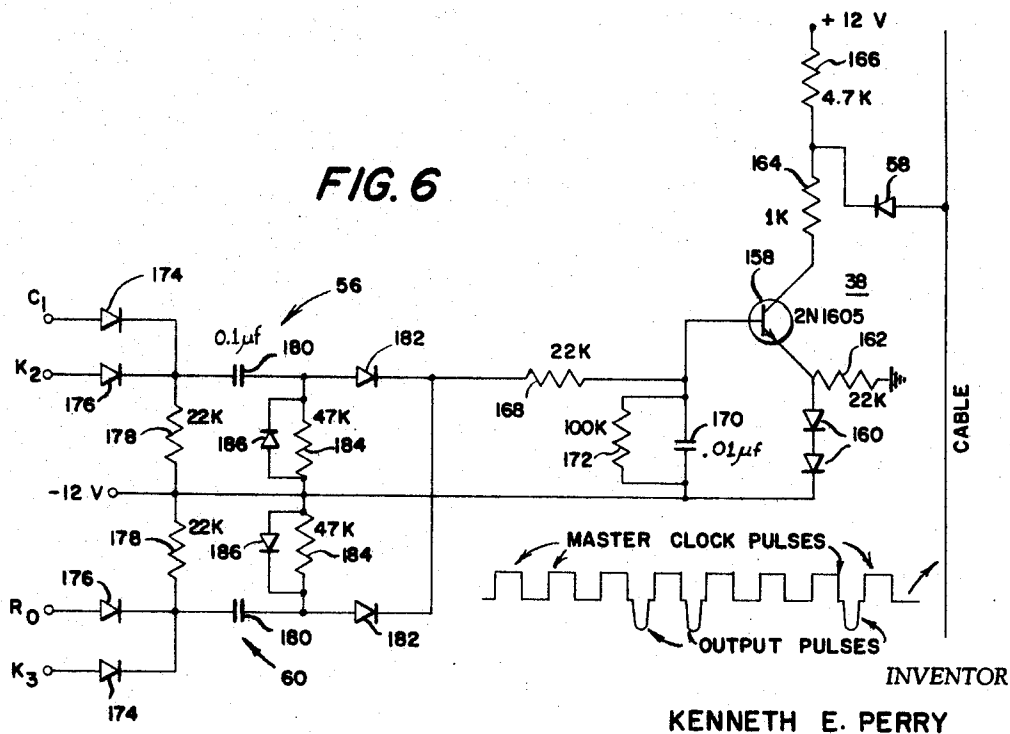 + 12 V
166
4.7K
FIG. 6
164
58
1K
158
38
174
C1
56
2N1605
0.1µf
180
182
162
K2
22K
176
168
22K
22K
47K
100K
170
178
186
184
172
.01µf
160
-12 V
CABLE
178
22K
47K
186
184
MASTER CLOCK PULSES
176
R0
180
182
OUTPUT PULSES
60
K3
174
INVENTOR
KENNETH E. PERRY